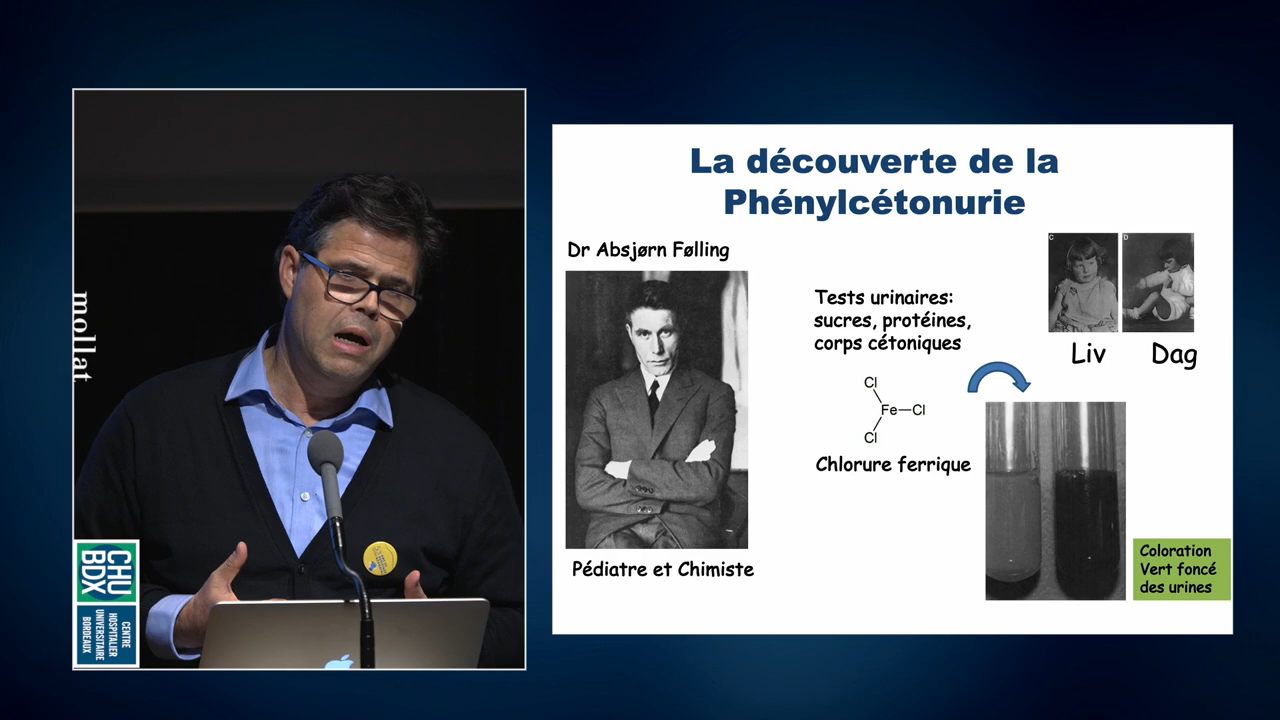 mollat
CHU
BDX
CENTRE
HOSPITALIER
UNIVERSITAIRE
BORDEAUX
La découverte de la
Phénylcétonurie
Dr Absjørn Følling
Pédiatre et Chimiste
Tests urinaires:
sucres, protéines,
corps cétoniques
Cl
Fe—Cl
Cl
Chlorure ferrique
C
D
Liv
Dag
Coloration
Vert foncé
des urines